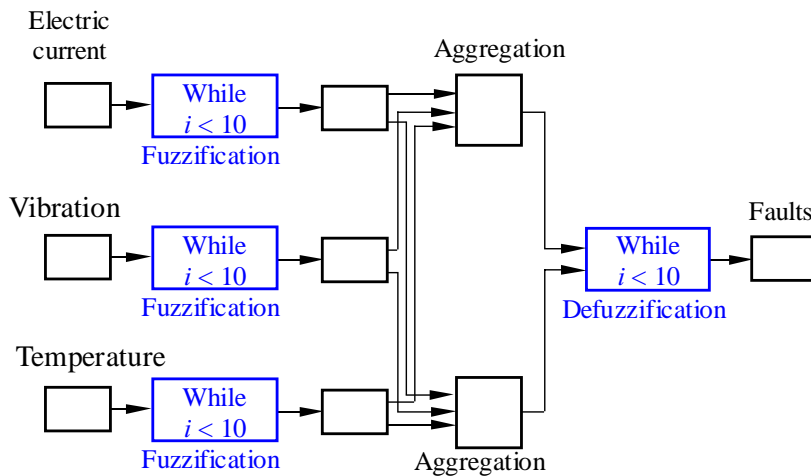 Electric
current
Aggregation
While
i < 10
Fuzzification
Vibration
While
i < 10
Fuzzification
Faults
While
i < 10
Defuzzification
Temperature
While
i < 10
Fuzzification
Aggregation